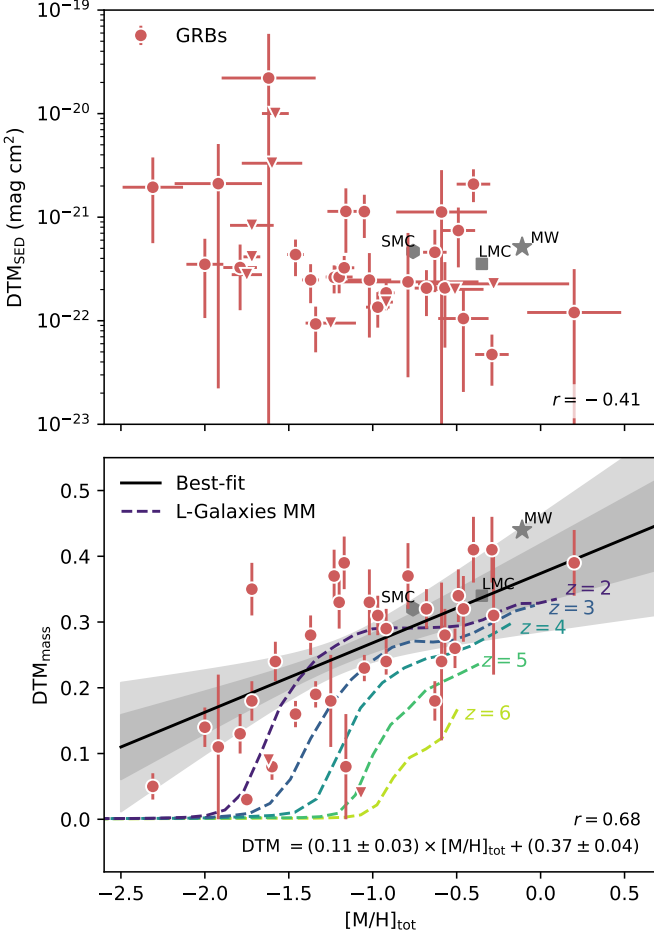 10⁻¹⁹
GRBs
10⁻²⁰
10⁻²¹
SMC
LMC
MW
10⁻²²
10⁻²³
DTM_SED (mag cm²)
r = −0.41
0.5
Best-fit
L-Galaxies MM
MW
0.4
SMC
LMC
z = 2
0.3
z = 3
z = 4
0.2
z = 5
z = 6
0.1
0.0
DTM_mass
r = 0.68
DTM = (0.11 ± 0.03) × [M/H]_tot + (0.37 ± 0.04)
−2.5 −2.0 −1.5 −1.0 −0.5 0.0 0.5
[M/H]_tot